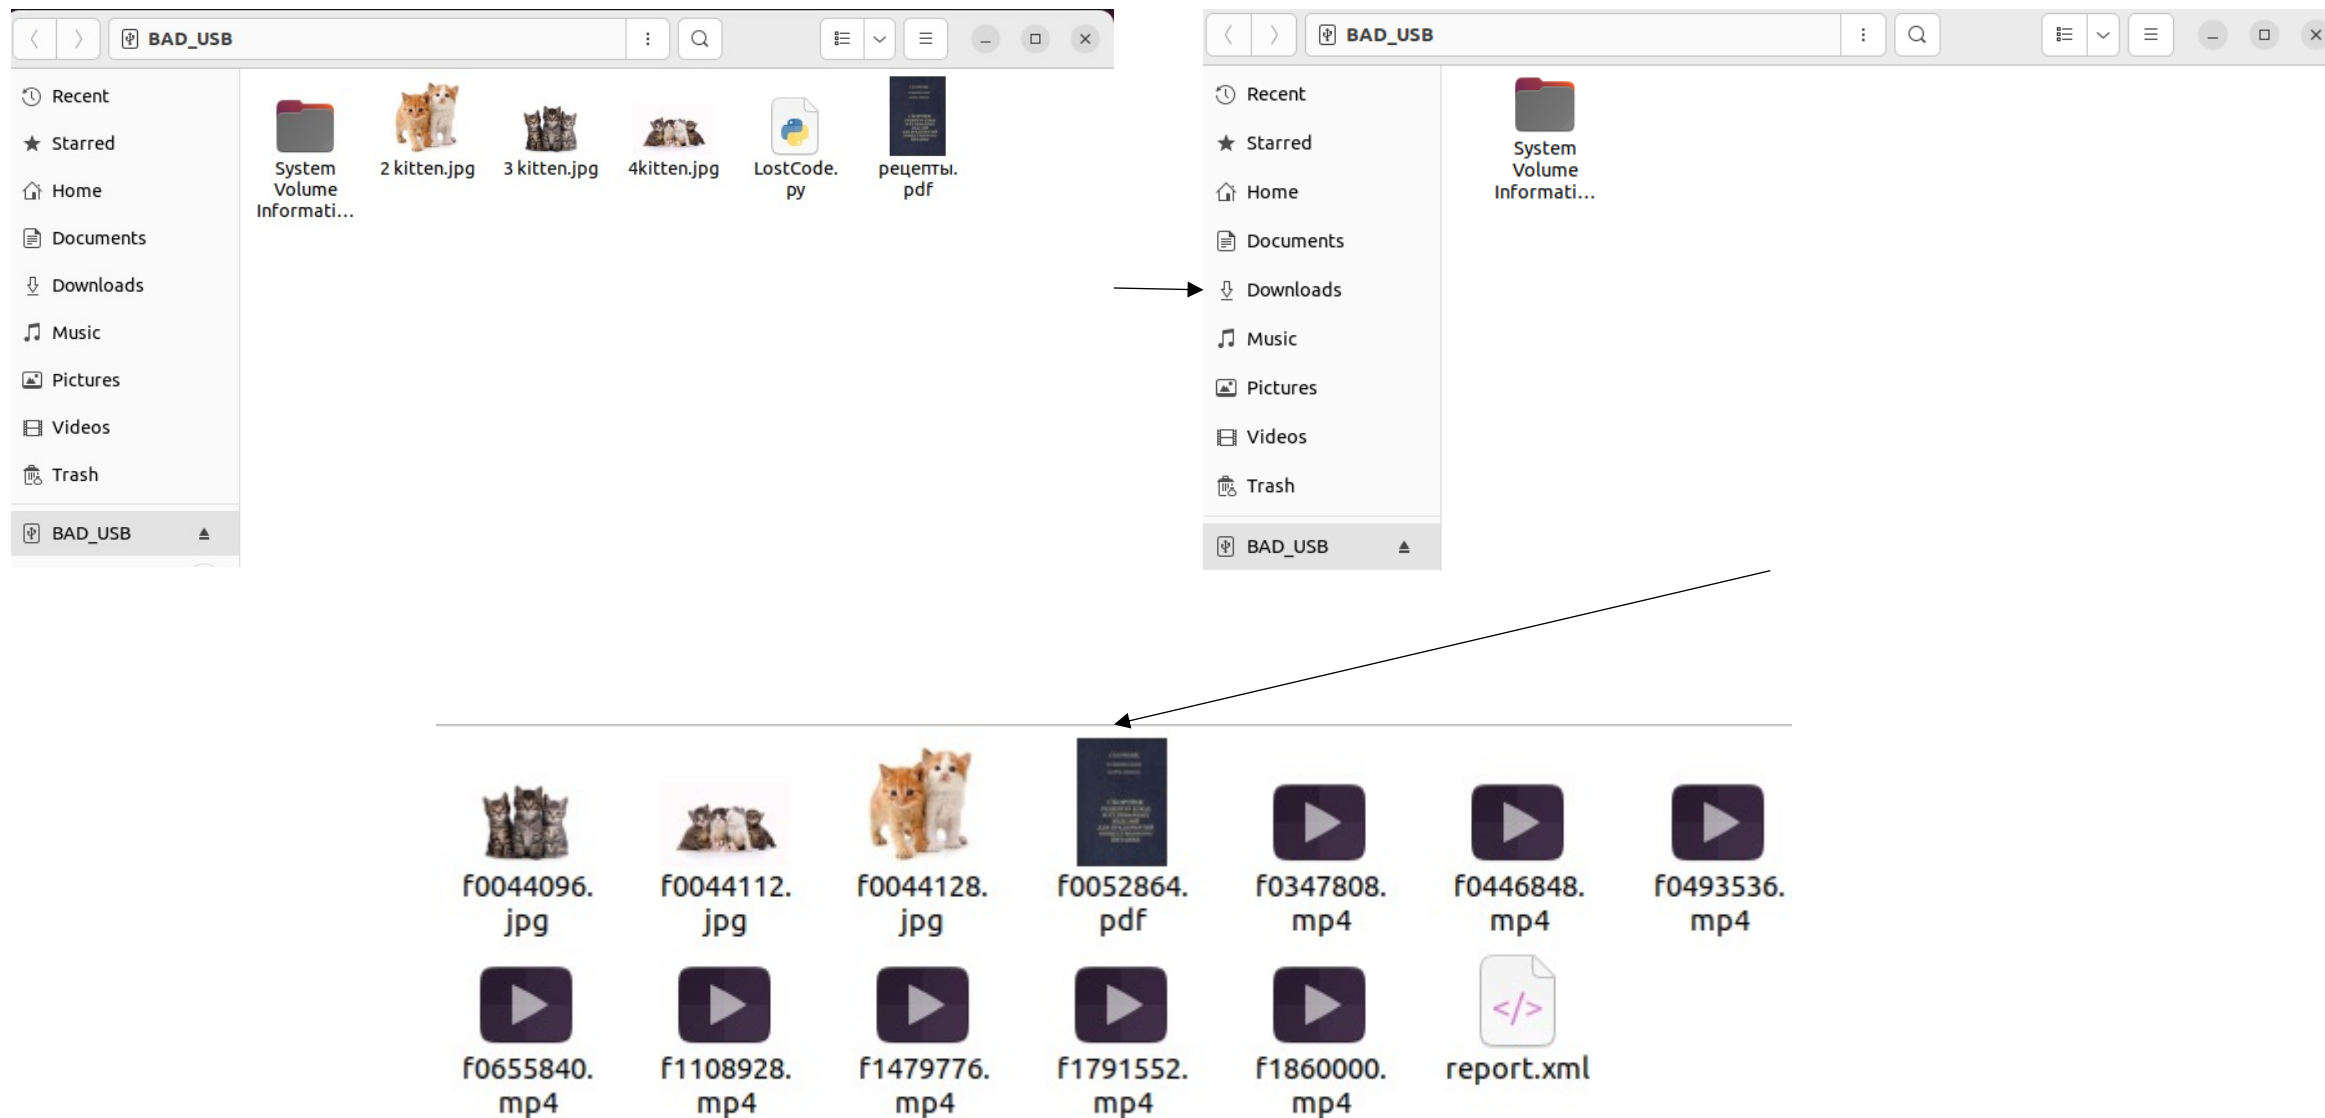 BAD_USB
Recent
Starred
Home
Documents
Downloads
Music
Pictures
Videos
Trash
BAD_USB
System
Volume
Informati...
2 kitten.jpg
3 kitten.jpg
4kitten.jpg
LostCode.
py
рецепты.
pdf
BAD_USB
Recent
Starred
Home
Documents
Downloads
Music
Pictures
Videos
Trash
BAD_USB
System
Volume
Informati...
f0044096.
jpg
f0044112.
jpg
f0044128.
jpg
f0052864.
pdf
f0347808.
mp4
f0446848.
mp4
f0493536.
mp4
f0655840.
mp4
f1108928.
mp4
f1479776.
mp4
f1791552.
mp4
f1860000.
mp4
report.xml